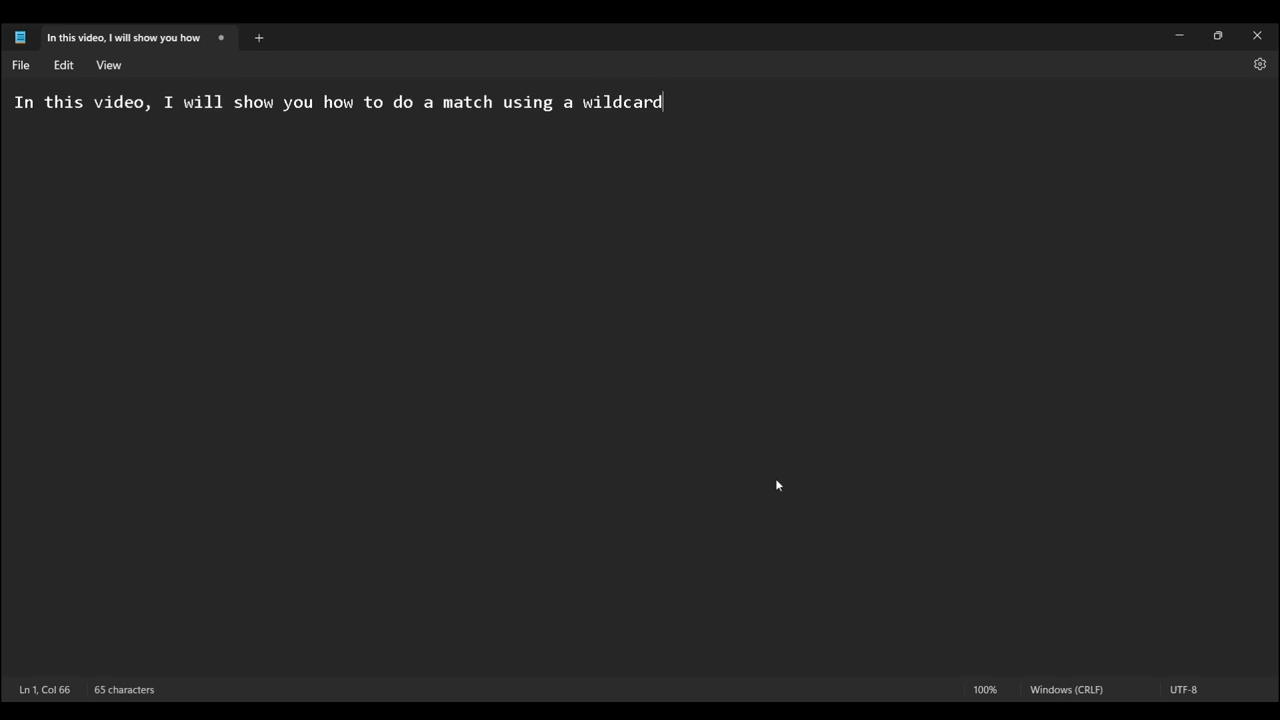 In this video, I will show you how
File Edit View
In this video, I will show you how to do a match using a wildcard
Ln 1, Col 66 65 characters 100% Windows (CRLF) UTF-8